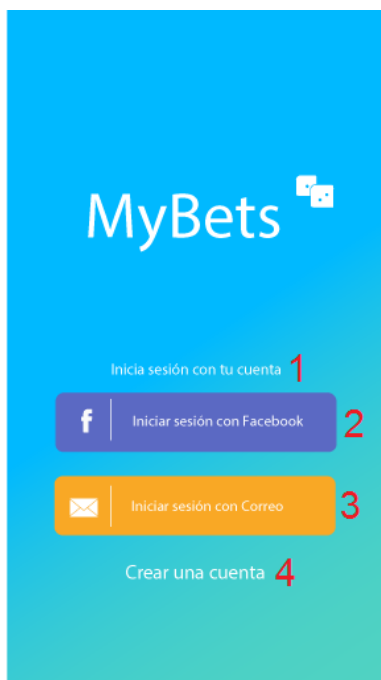 MyBets
Inicia sesión con tu cuenta 1
f Iniciar sesión con Facebook 2
Iniciar sesión con Correo 3
Crear una cuenta 4